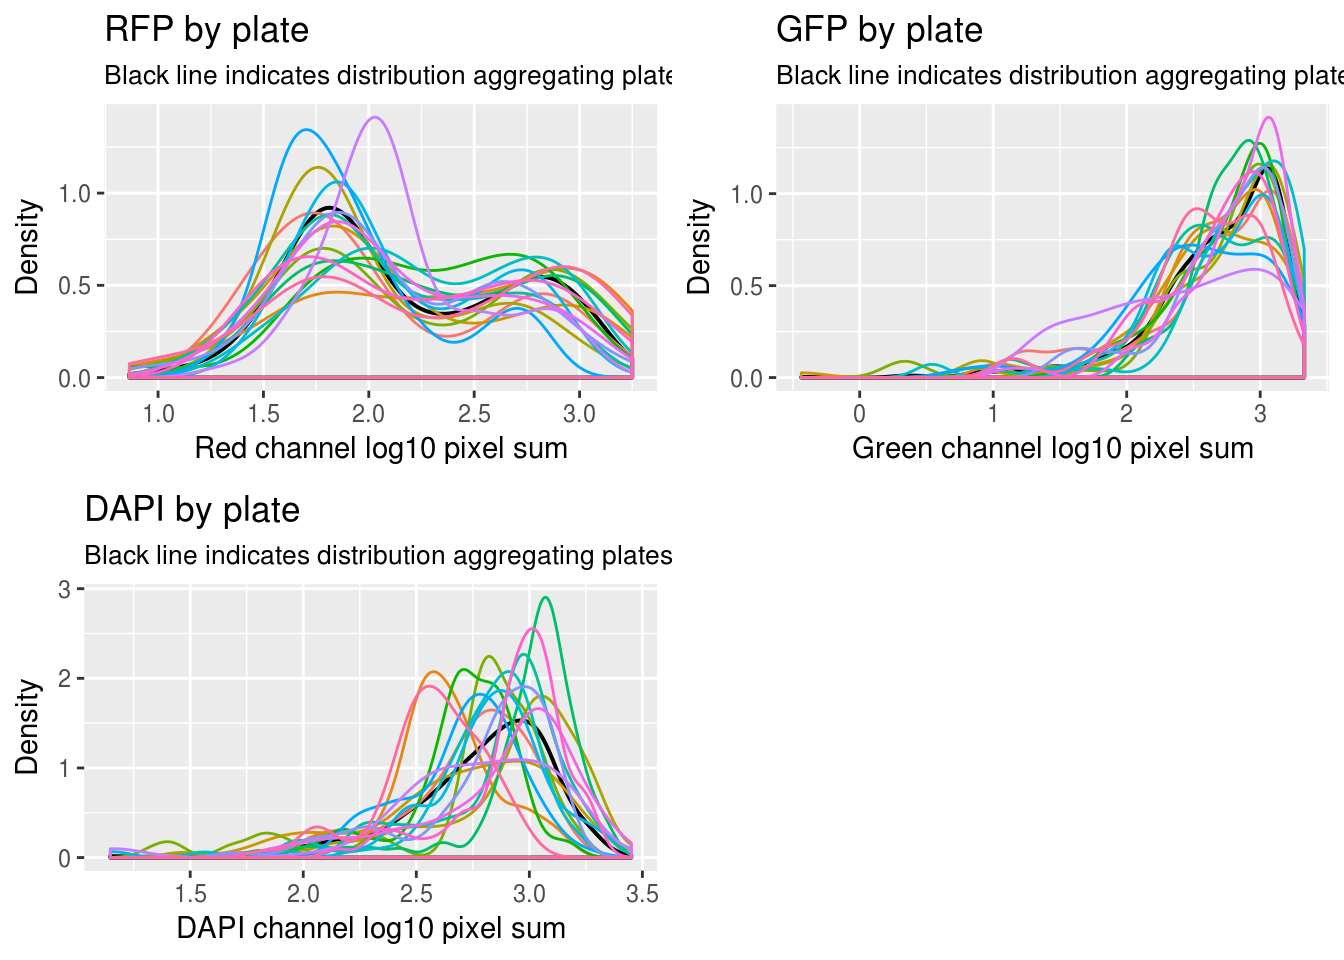 RFP by plate
Black line indicates distribution aggregating plate
1.0
0.5
0.0
Density
1.0 1.5 2.0 2.5 3.0
Red channel log10 pixel sum
GFP by plate
Black line indicates distribution aggregating plate
1.0
0.5
0.0
Density
0 1 2 3
Green channel log10 pixel sum
DAPI by plate
Black line indicates distribution aggregating plates
3
2
1
0
Density
1.5 2.0 2.5 3.0 3.5
DAPI channel log10 pixel sum